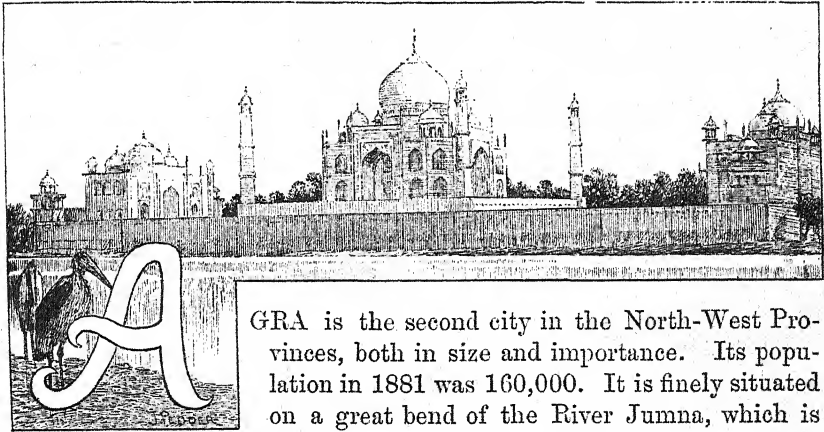 AGRA is the second city in the North-West Pro-
vinces, both in size and importance. Its popu-
lation in 1881 was 160,000. It is finely situated
on a great bend of the River Jumna, which is